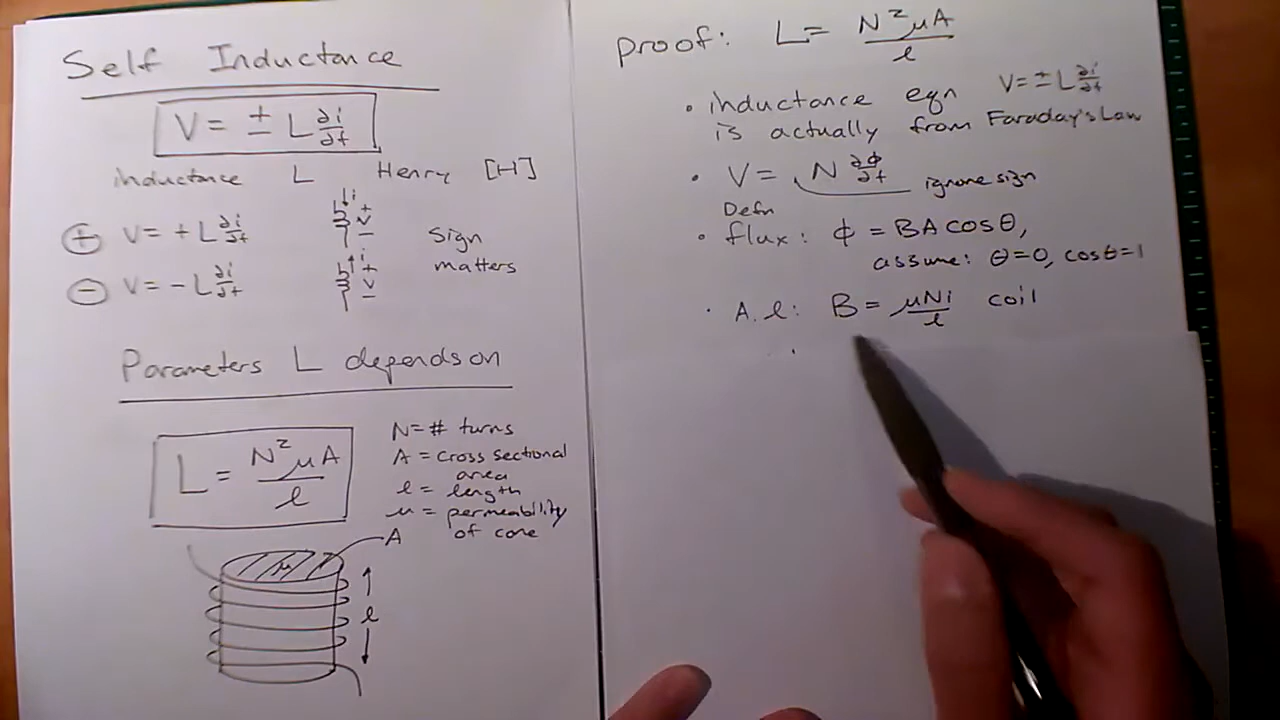 Self Inductance
V = ± L ∂i/∂t
inductance L Henry [H]
⊕ V = + L ∂i/∂t
i + V −
⊖ V = − L ∂i/∂t
i + V −
sign
matters
Parameters L depends on
L = N²μA/l
N = # turns
A = cross sectional
area
l = length
μ = permeability
of core
A
μ
l
proof: L = N²μA/l
• inductance eqn V = ± L ∂i/∂t
is actually from Faraday's Law
• V = N ∂ϕ/∂t ignore sign
Defn
• flux: ϕ = BA cosθ,
assume: θ=0, cosθ=1
• A.l: B = μNi/l coil